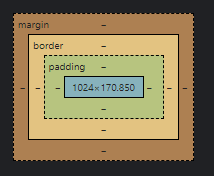 margin –
border –
padding –
– – – 1024×170.850 – – –
–
–
–